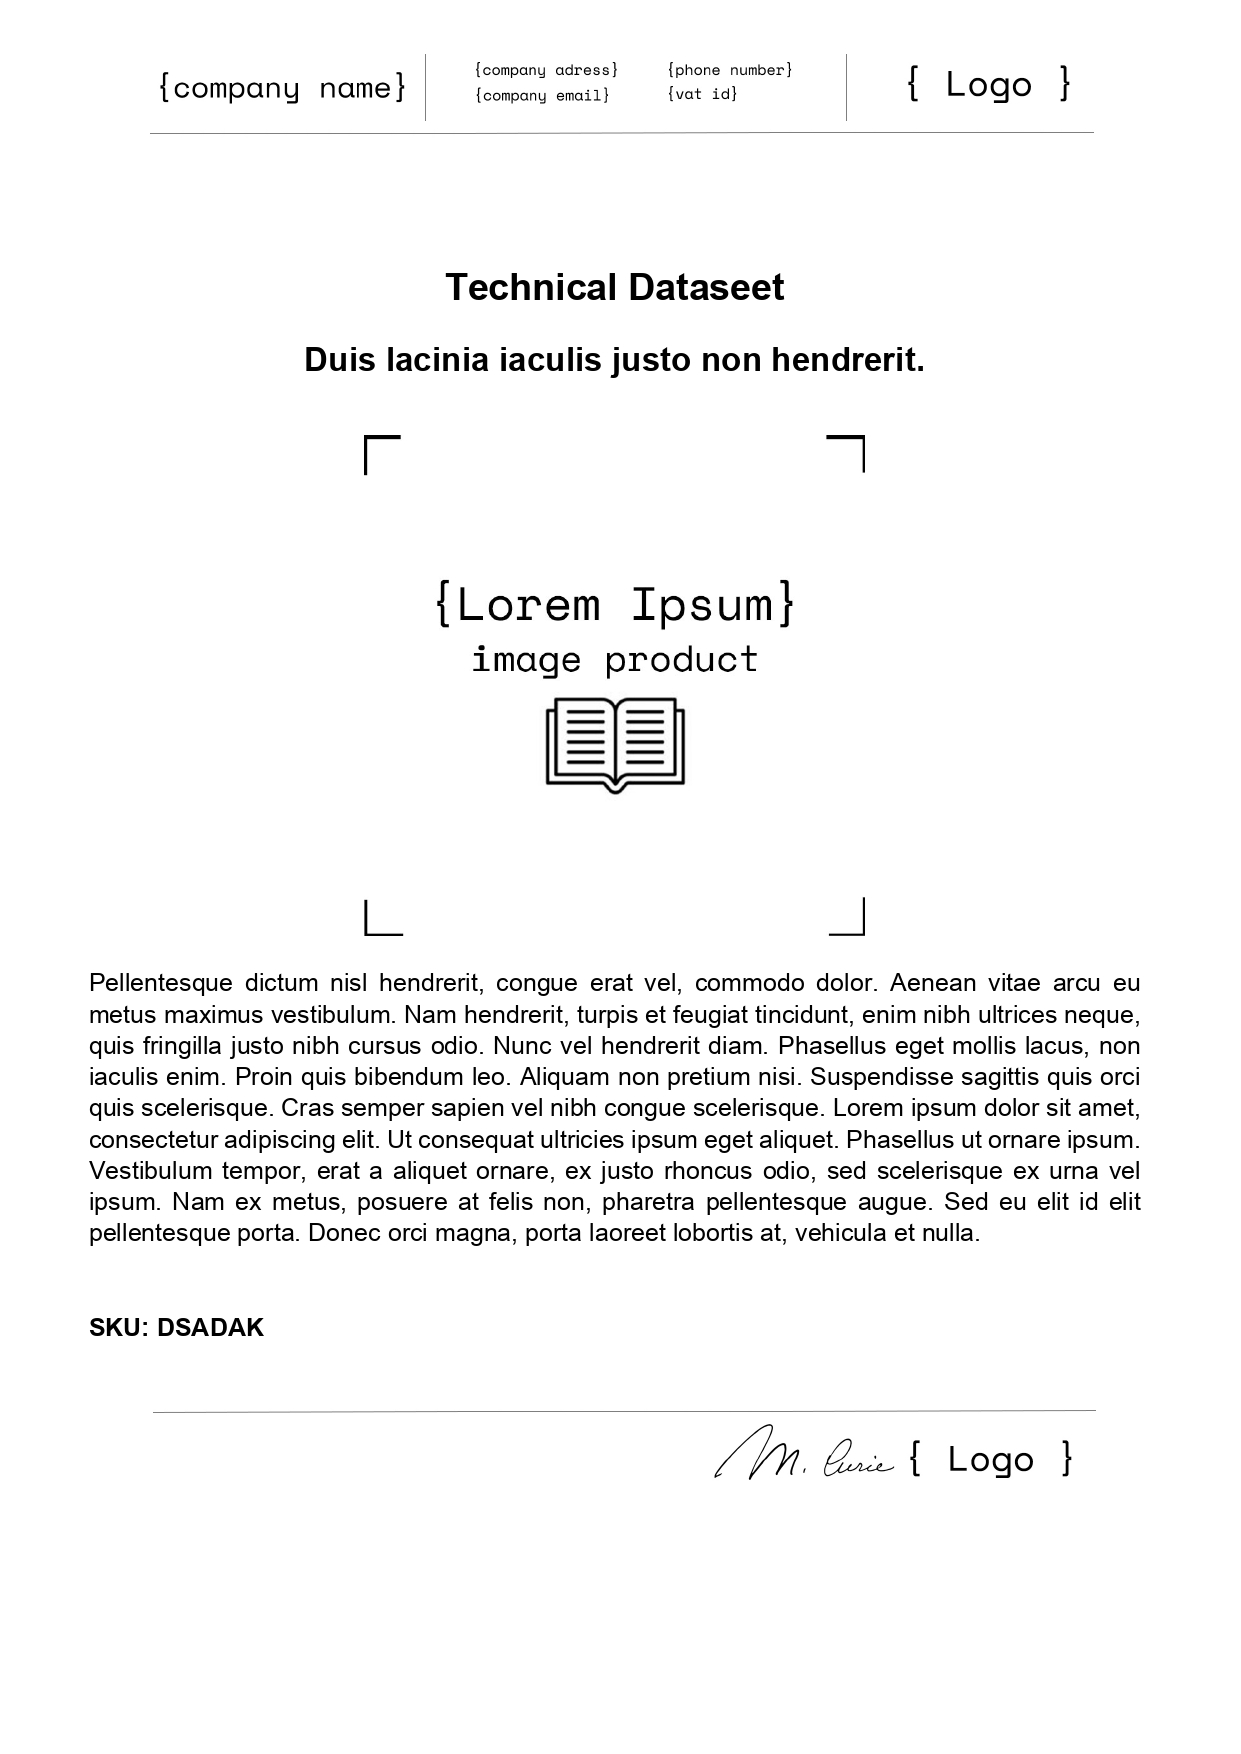 {company name}
{company adress} {phone number}
{company email} {vat id}
{ Logo }
Technical Dataseet
Duis lacinia iaculis justo non hendrerit.
{Lorem Ipsum}
image product
Pellentesque dictum nisl hendrerit, congue erat vel, commodo dolor. Aenean vitae arcu eu
metus maximus vestibulum. Nam hendrerit, turpis et feugiat tincidunt, enim nibh ultrices neque,
quis fringilla justo nibh cursus odio. Nunc vel hendrerit diam. Phasellus eget mollis lacus, non
iaculis enim. Proin quis bibendum leo. Aliquam non pretium nisi. Suspendisse sagittis quis orci
quis scelerisque. Cras semper sapien vel nibh congue scelerisque. Lorem ipsum dolor sit amet,
consectetur adipiscing elit. Ut consequat ultricies ipsum eget aliquet. Phasellus ut ornare ipsum.
Vestibulum tempor, erat a aliquet ornare, ex justo rhoncus odio, sed scelerisque ex urna vel
ipsum. Nam ex metus, posuere at felis non, pharetra pellentesque augue. Sed eu elit id elit
pellentesque porta. Donec orci magna, porta laoreet lobortis at, vehicula et nulla.
SKU: DSADAK
M. Curie { Logo }